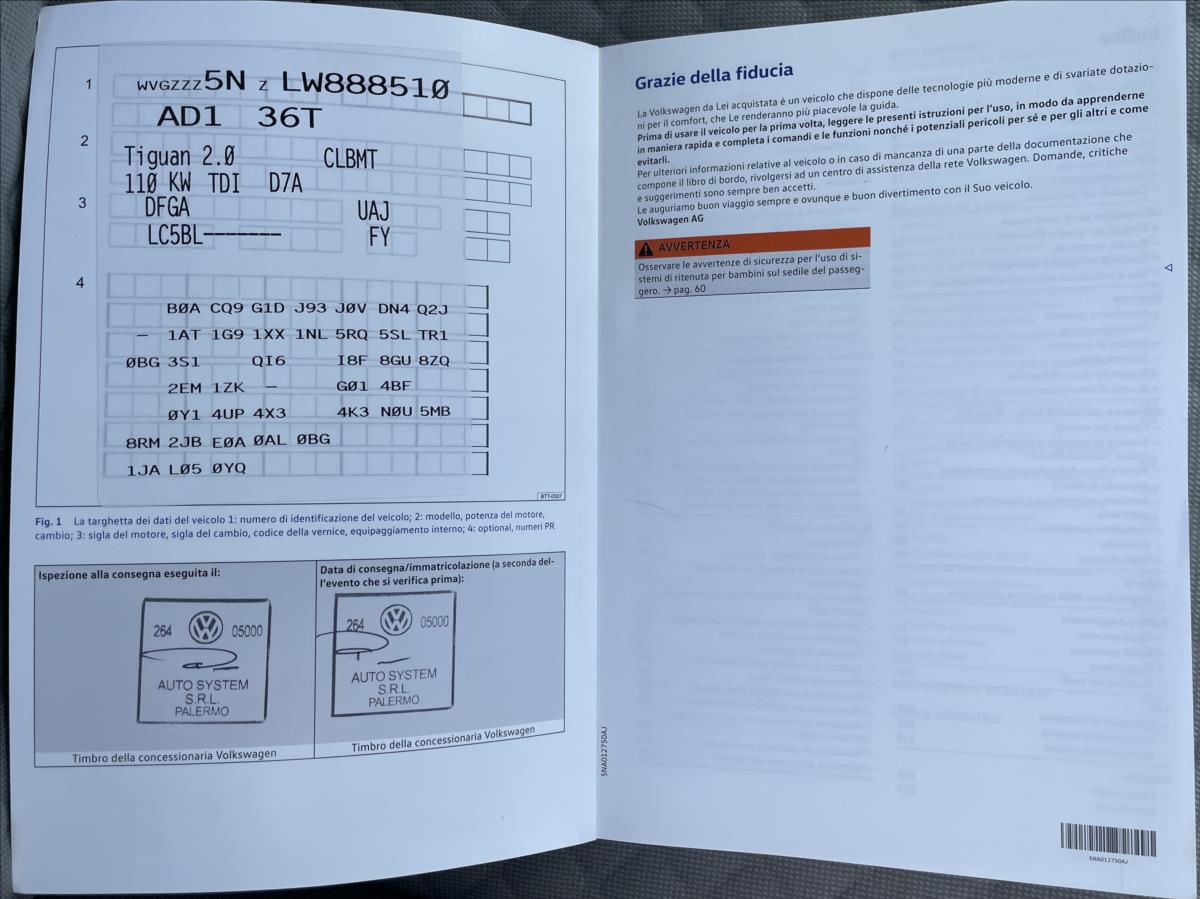 1
WVGZZZ5N Z LW888510
AD1 36T
2
Tiguan 2.0 CLBMT
110 KW TDI D7A
3
DFGA UAJ
LC5BL------- FY
4
B0A CQ9 G1D J93 J0V DN4 Q2J
- 1AT 1G9 1XX 1NL 5RQ 5SL TR1
0BG 3S1 QI6 I8F 8GU 8ZQ
2EM 1ZK - G01 4BF
0Y1 4UP 4X3 4K3 N0U 5MB
8RM 2JB E0A 0AL 0BG
1JA L05 0YQ
BTT-0507
Fig. 1 La targhetta dei dati del veicolo 1: numero di identificazione del veicolo; 2: modello, potenza del motore,
cambio; 3: sigla del motore, sigla del cambio, codice della vernice, equipaggiamento interno; 4: optional, numeri PR
Ispezione alla consegna eseguita il:
264 05000
AUTO SYSTEM
S.R.L.
PALERMO
Timbro della concessionaria Volkswagen
Data di consegna/immatricolazione (a seconda del-
l'evento che si verifica prima):
264 05000
AUTO SYSTEM
S.R.L.
PALERMO
Timbro della concessionaria Volkswagen
Grazie della fiducia
La Volkswagen da Lei acquistata è un veicolo che dispone delle tecnologie più moderne e di svariate dotazio-
ni per il comfort, che Le renderanno più piacevole la guida.
Prima di usare il veicolo per la prima volta, leggere le presenti istruzioni per l'uso, in modo da apprenderne
in maniera rapida e completa i comandi e le funzioni nonché i potenziali pericoli per sé e per gli altri e come
evitarli.
Per ulteriori informazioni relative al veicolo o in caso di mancanza di una parte della documentazione che
compone il libro di bordo, rivolgersi ad un centro di assistenza della rete Volkswagen. Domande, critiche
e suggerimenti sono sempre ben accetti.
Le auguriamo buon viaggio sempre e ovunque e buon divertimento con il Suo veicolo.
Volkswagen AG
AVVERTENZA
Osservare le avvertenze di sicurezza per l'uso di si-
stemi di ritenuta per bambini sul sedile del passeg-
gero. → pag. 60
5NA012750AJ
5NA012750AJ